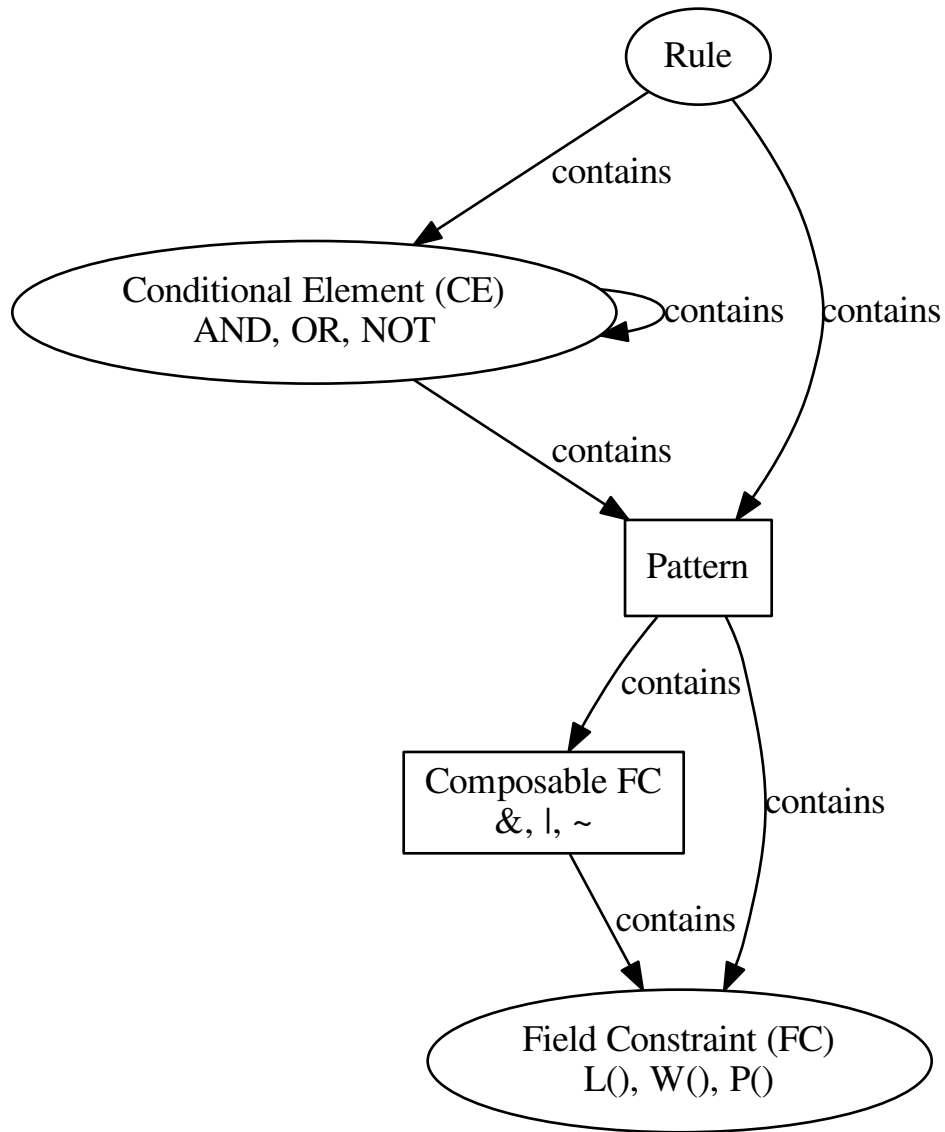 Rule
contains
Conditional Element (CE)
AND, OR, NOT
contains
contains
contains
Pattern
contains
Composable FC
&, |, ~
contains
contains
Field Constraint (FC)
L(), W(), P()